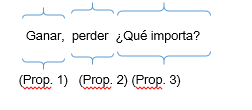 Ganar, perder ¿Qué importa?
(Prop. 1) (Prop. 2) (Prop. 3)